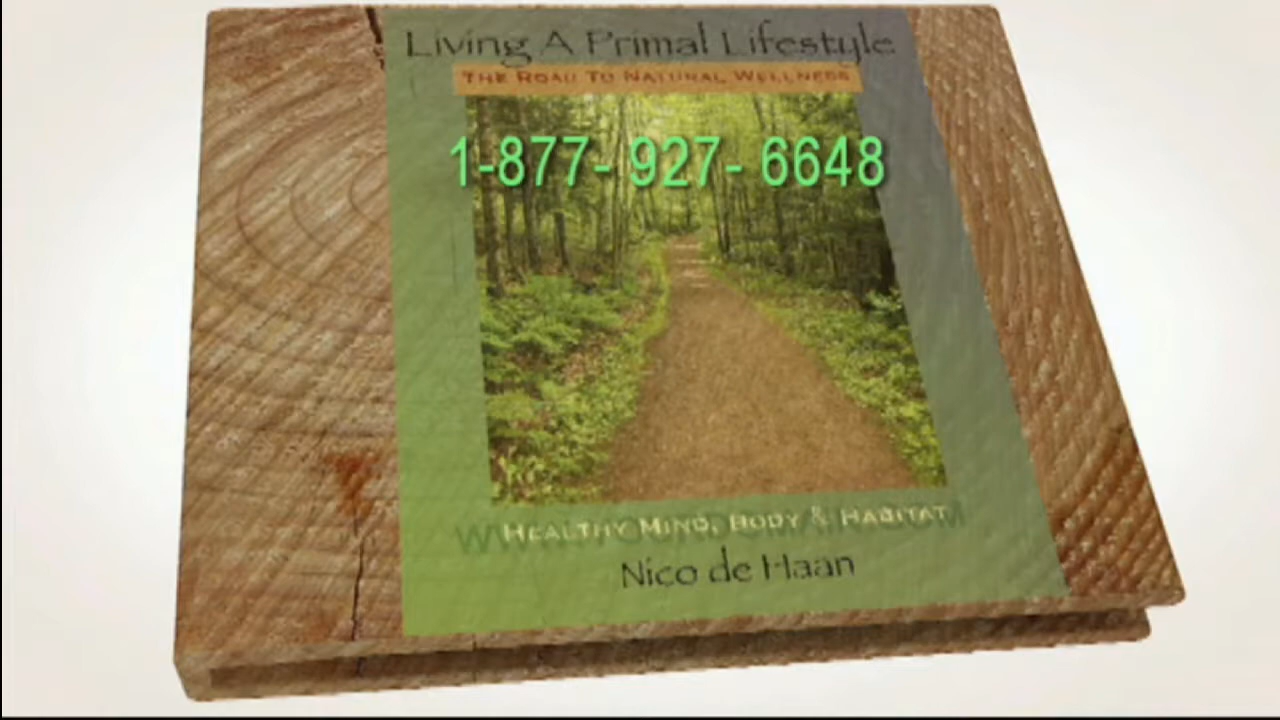 Living A Primal Lifestyle
The Road To Natural Wellness
1-877- 927- 6648
Healthy Mind, Body & Habitat
Nico de Haan